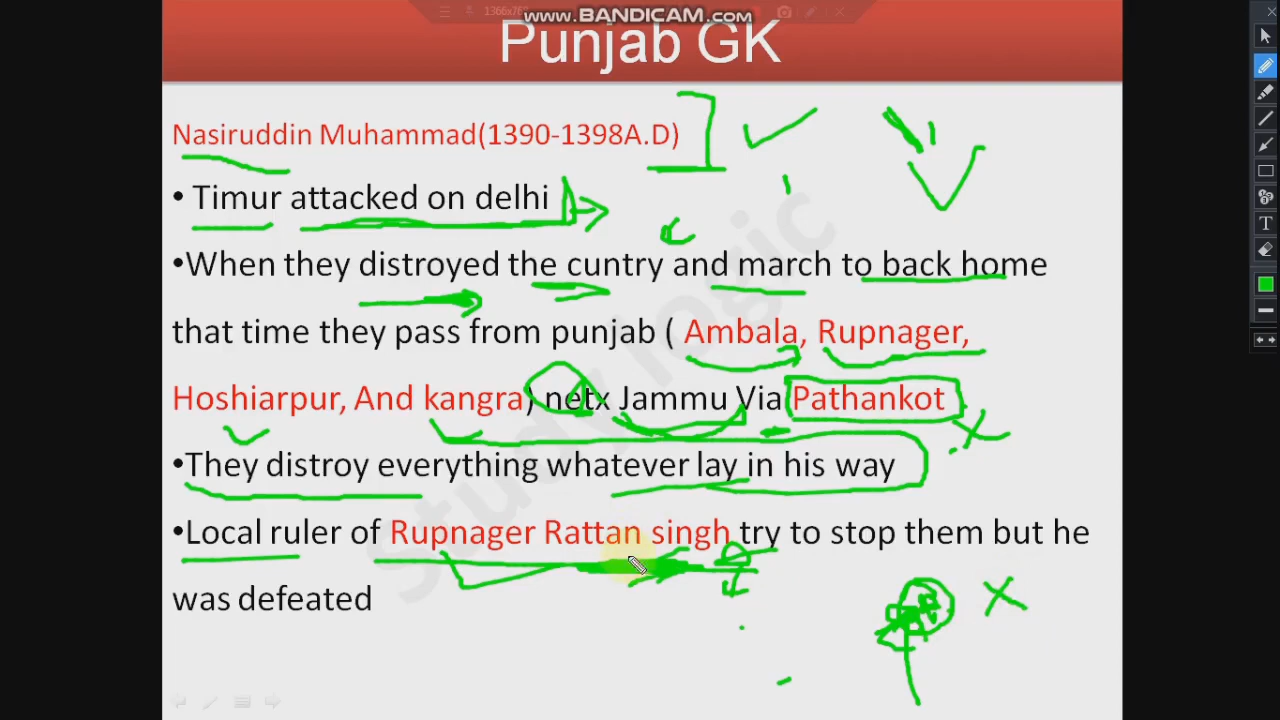 1366x768
www.BANDICAM.com
Punjab GK
Nasiruddin Muhammad(1390-1398A.D)
• Timur attacked on delhi
•When they distroyed the cuntry and march to back home
that time they pass from punjab ( Ambala, Rupnager,
Hoshiarpur, And kangra) netx Jammu Via Pathankot
•They distroy everything whatever lay in his way
•Local ruler of Rupnager Rattan singh try to stop them but he
was defeated
Study logic